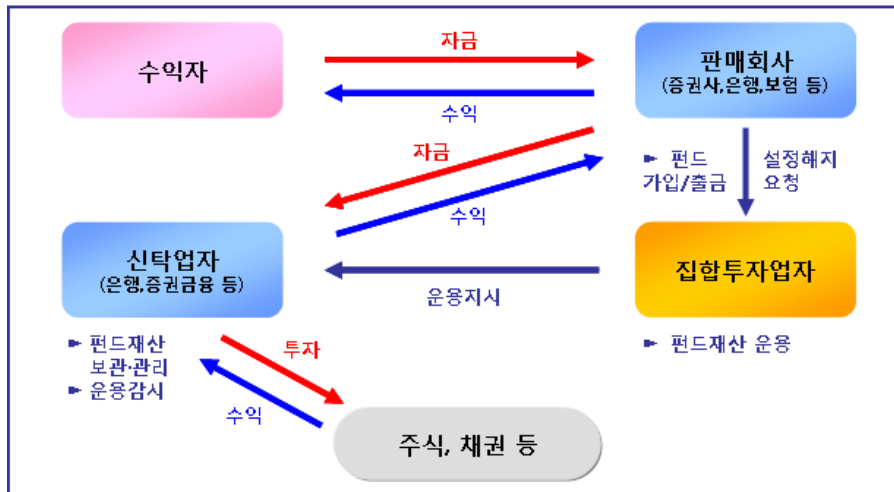 수익자
자금
수익
판매회사
(증권사,은행,보험 등)
자금
수익
► 펀드
가입/출금
설정해지
요청
신탁업자
(은행,증권금융 등)
운용지시
집합투자업자
► 펀드재산
보관·관리
► 운용감시
투자
수익
► 펀드재산 운용
주식, 채권 등